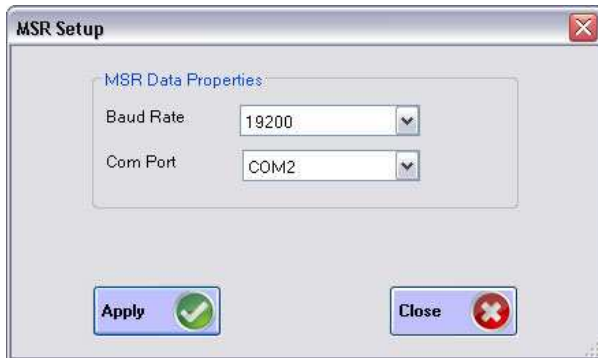 MSR Setup
MSR Data Properties
Baud Rate 19200
Com Port COM2
Apply Close